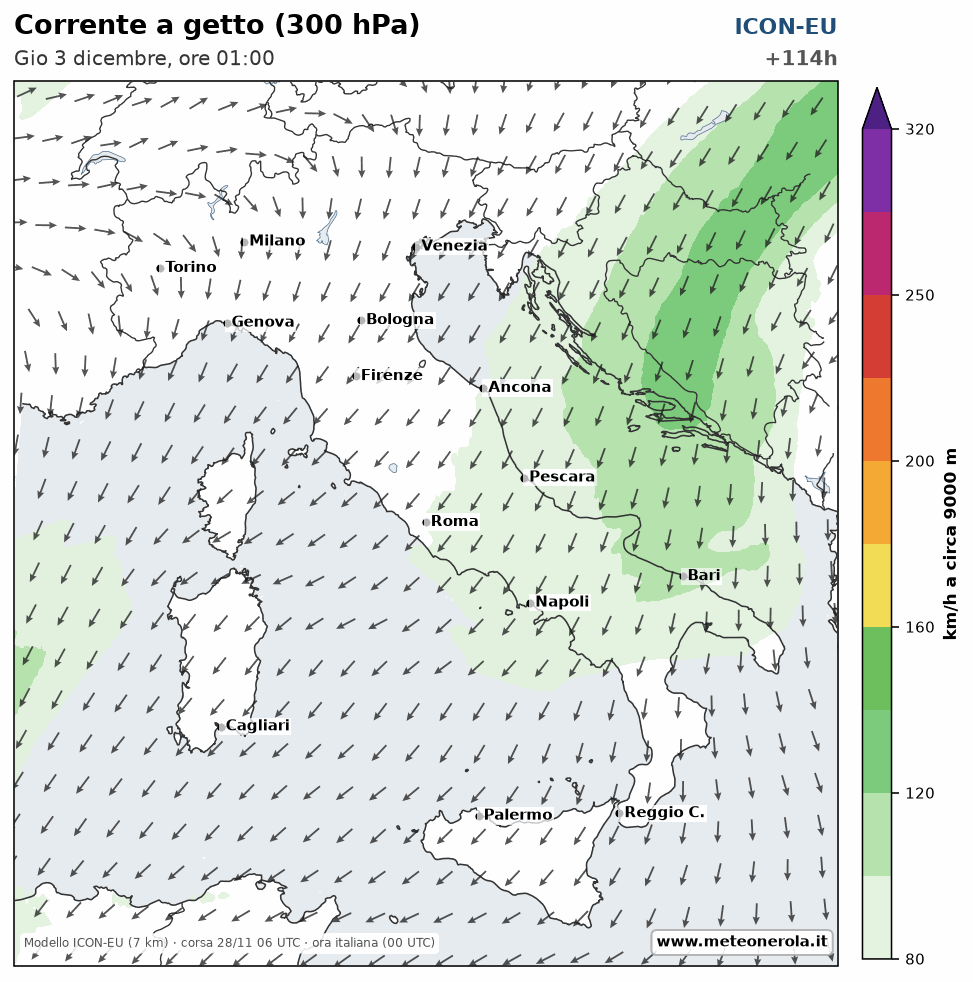 Corrente a getto (300 hPa)
ICON-EU
Gio 3 dicembre, ore 01:00
+114h
320
Milano
Venezia
Torino
250
Genova
Bologna
Firenze
Ancona
200
km/h a circa 9000 m
Pescara
Roma
Bari
Napoli
160
Cagliari
120
Palermo
Reggio C.
Modello ICON-EU (7 km) · corsa 28/11 06 UTC · ora italiana (00 UTC)
www.meteonerola.it
80